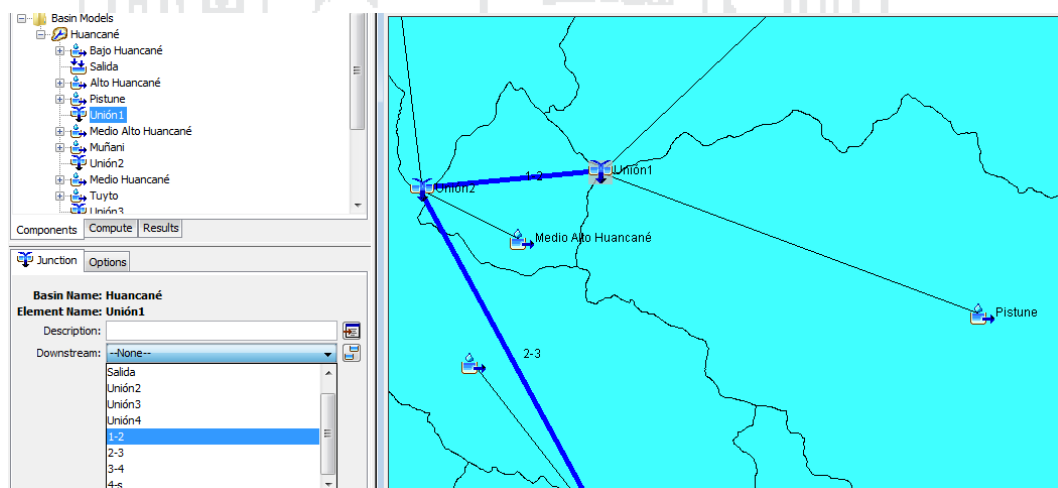 Basin Models
Huancané
Bajo Huancané
Salida
Alto Huancané
Pistune
Unión1
Medio Alto Huancané
Muñani
Unión2
Medio Huancané
Tuyto
Unión3
Components Compute Results
Junction Options
Basin Name: Huancané
Element Name: Unión1
Description:
Downstream: --None--
Salida
Unión2
Unión3
Unión4
1-2
2-3
3-4
4-s
Unión1
1-2
Unión2
Medio Alto Huancané
Pistune
2-3